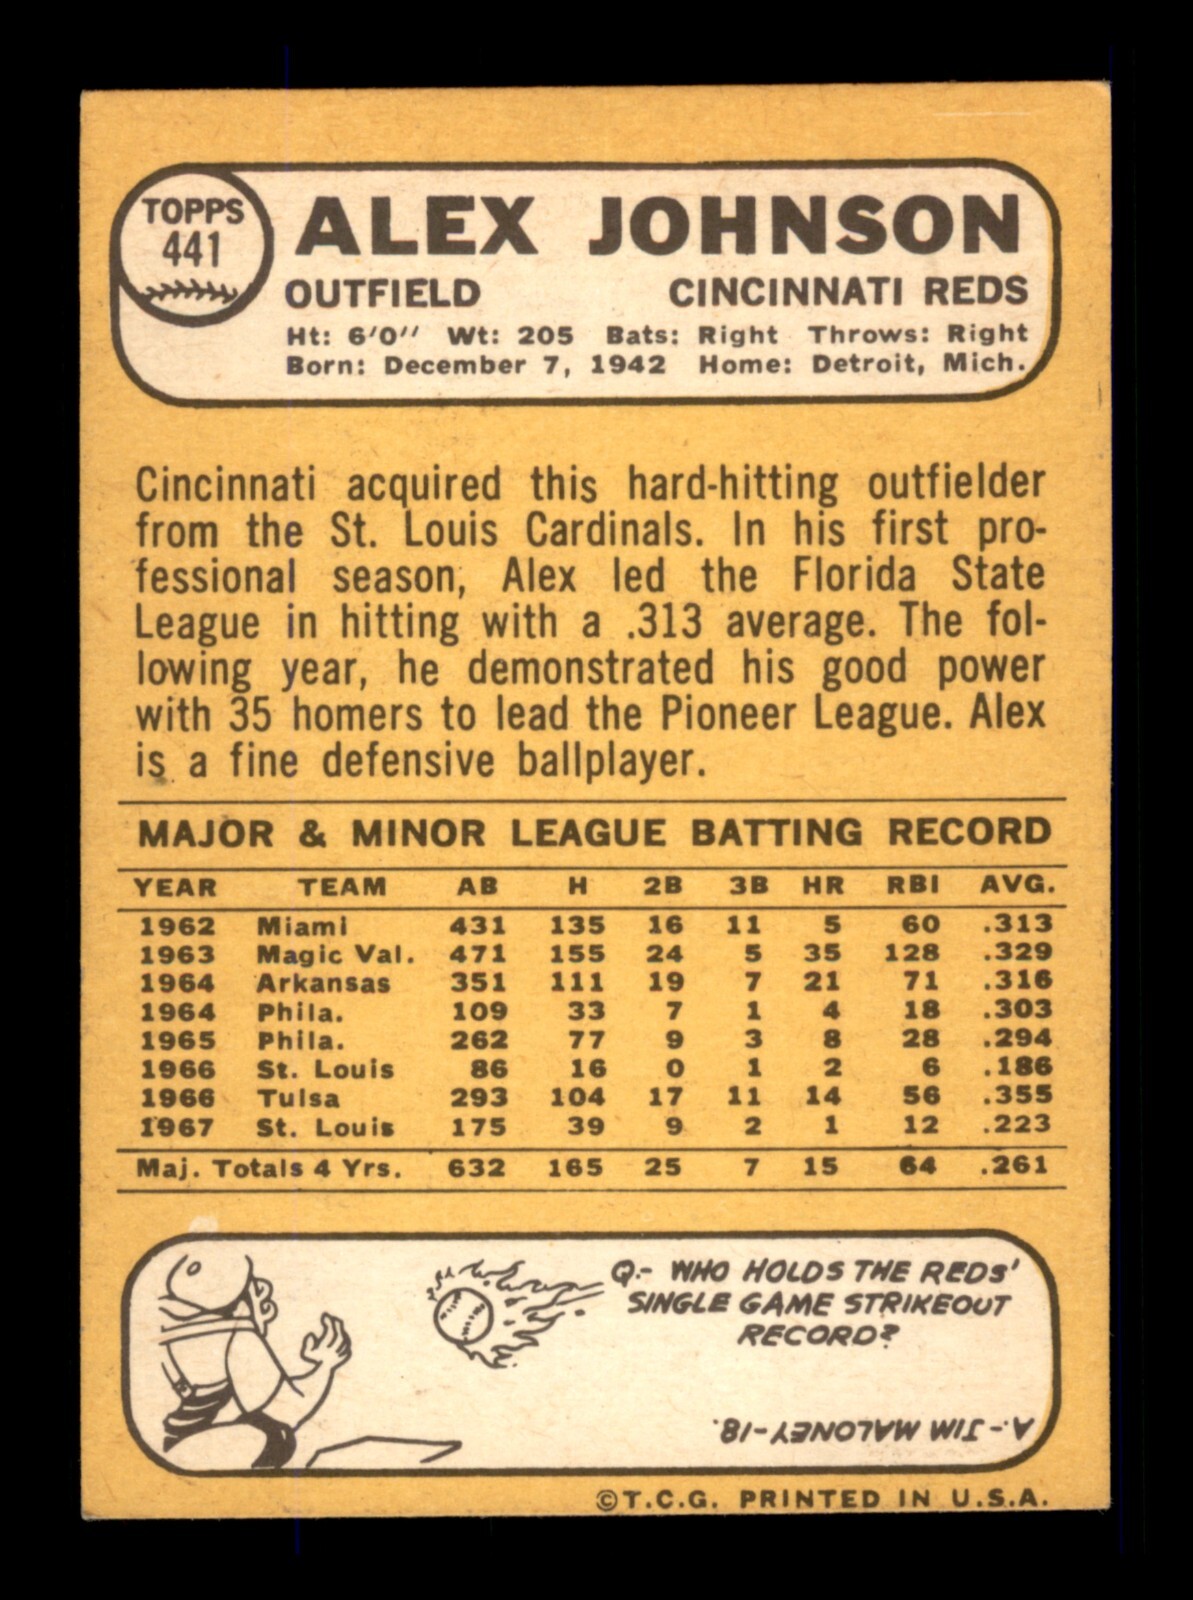 TOPPS
441
ALEX JOHNSON
OUTFIELD CINCINNATI REDS
Ht: 6'0'' Wt: 205 Bats: Right Throws: Right
Born: December 7, 1942 Home: Detroit, Mich.
Cincinnati acquired this hard-hitting outfielder
from the St. Louis Cardinals. In his first pro-
fessional season, Alex led the Florida State
League in hitting with a .313 average. The fol-
lowing year, he demonstrated his good power
with 35 homers to lead the Pioneer League. Alex
is a fine defensive ballplayer.
MAJOR & MINOR LEAGUE BATTING RECORD
YEAR TEAM AB H 2B 3B HR RBI AVG.
1962 Miami 431 135 16 11 5 60 .313
1963 Magic Val. 471 155 24 5 35 128 .329
1964 Arkansas 351 111 19 7 21 71 .316
1964 Phila. 109 33 7 1 4 18 .303
1965 Phila. 262 77 9 3 8 28 .294
1966 St. Louis 86 16 0 1 2 6 .186
1966 Tulsa 293 104 17 11 14 56 .355
1967 St. Louis 175 39 9 2 1 12 .223
Maj. Totals 4 Yrs. 632 165 25 7 15 64 .261
Q.- WHO HOLDS THE REDS'
SINGLE GAME STRIKEOUT
RECORD?
A.- JIM MALONEY-18.
©T.C.G. PRINTED IN U.S.A.